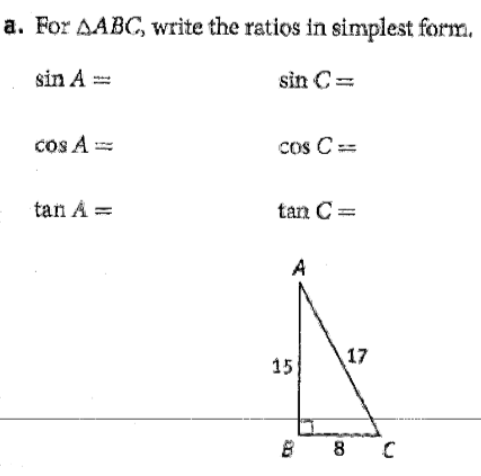 a. For △ABC, write the ratios in simplest form.
sin A =
sin C =
cos A =
cos C =
tan A =
tan C =
A
15
17
B
8
C